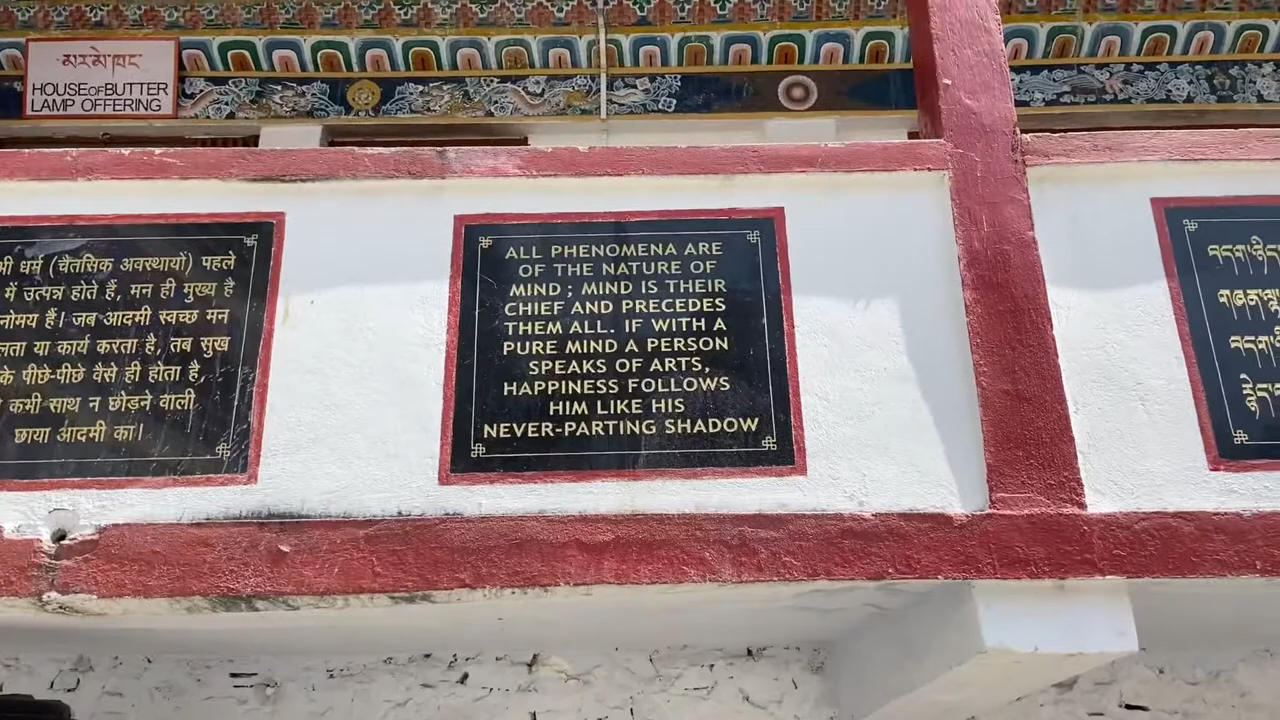 མར་མེ་ཁང་
HOUSE OF BUTTER
LAMP OFFERING
भी धर्म (चैतसिक अवस्थायों) पहले
में उत्पन्न होते हैं, मन ही मुख्य है
नोमय हैं। जब आदमी स्वच्छ मन
लता या कार्य करता है, तब सुख
के पीछे-पीछे वैसे ही होता है,
कभी साथ न छोड़ने वाली
छाया आदमी का।
ALL PHENOMENA ARE
OF THE NATURE OF
MIND ; MIND IS THEIR
CHIEF AND PRECEDES
THEM ALL. IF WITH A
PURE MIND A PERSON
SPEAKS OF ARTS,
HAPPINESS FOLLOWS
HIM LIKE HIS
NEVER-PARTING SHADOW